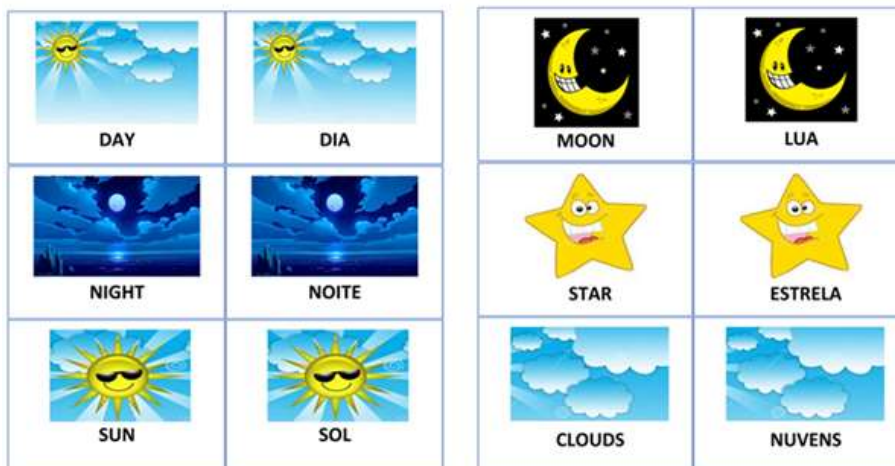 DAY
DIA
NIGHT
NOITE
SUN
SOL
MOON
LUA
STAR
ESTRELA
CLOUDS
NUVENS